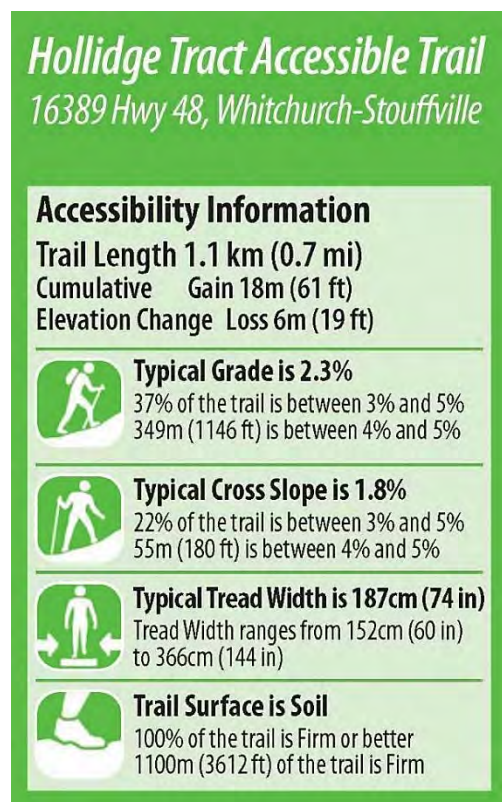 Hollidge Tract Accessible Trail
16389 Hwy 48, Whitchurch-Stouffville
Accessibility Information
Trail Length 1.1 km (0.7 mi)
Cumulative Gain 18m (61 ft)
Elevation Change Loss 6m (19 ft)
Typical Grade is 2.3%
37% of the trail is between 3% and 5%
349m (1146 ft) is between 4% and 5%
Typical Cross Slope is 1.8%
22% of the trail is between 3% and 5%
55m (180 ft) is between 4% and 5%
Typical Tread Width is 187cm (74 in)
Tread Width ranges from 152cm (60 in)
to 366cm (144 in)
Trail Surface is Soil
100% of the trail is Firm or better
1100m (3612 ft) of the trail is Firm